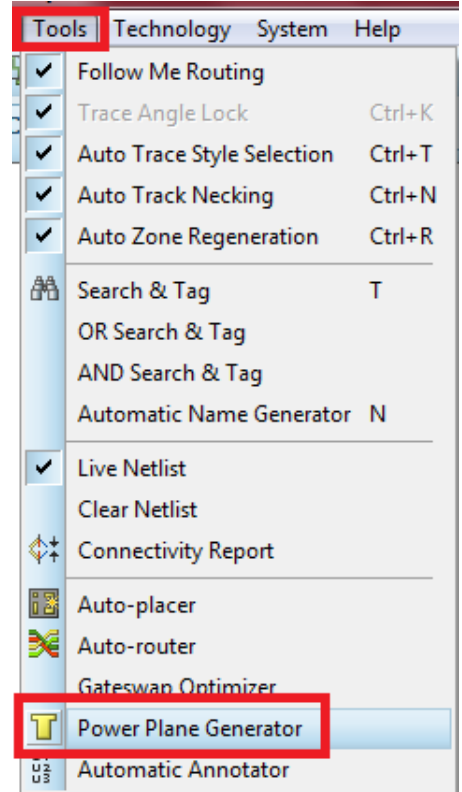 Tools Technology System Help
Follow Me Routing
Trace Angle Lock Ctrl+K
Auto Trace Style Selection Ctrl+T
Auto Track Necking Ctrl+N
Auto Zone Regeneration Ctrl+R
Search & Tag T
OR Search & Tag
AND Search & Tag
Automatic Name Generator N
Live Netlist
Clear Netlist
Connectivity Report
Auto-placer
Auto-router
Gateswap Optimizer
Power Plane Generator
Automatic Annotator